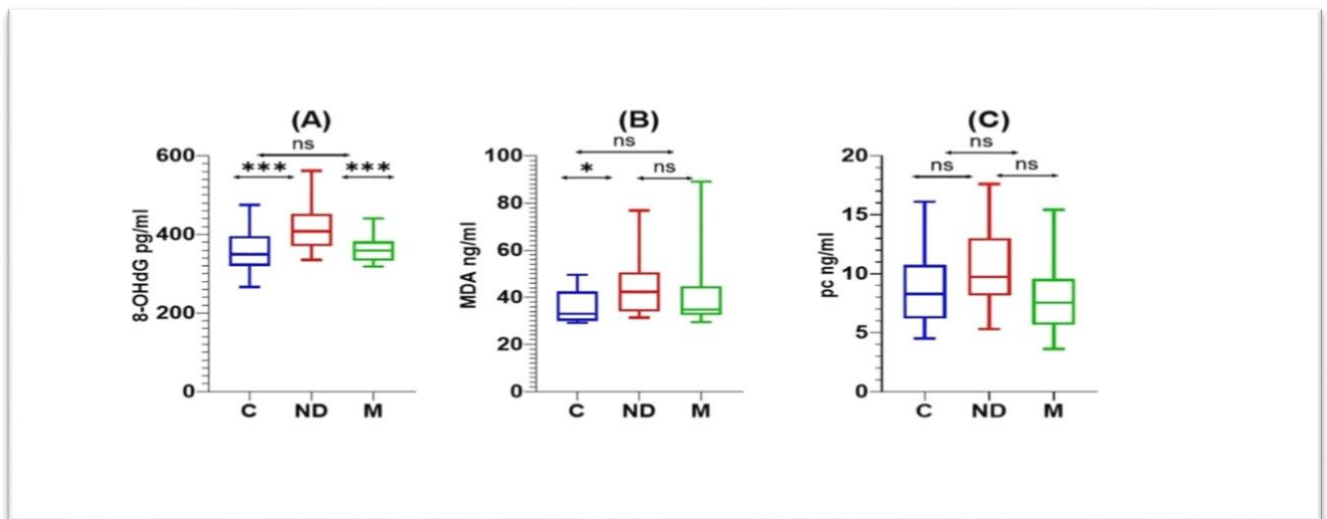 (A)
ns
*** ***
600
400
200
0
8-OHdG pg/ml
C ND M
(B)
ns
* ns
100
80
60
40
20
0
MDA ng/ml
C ND M
(C)
ns
ns ns
20
15
10
5
0
pc ng/ml
C ND M